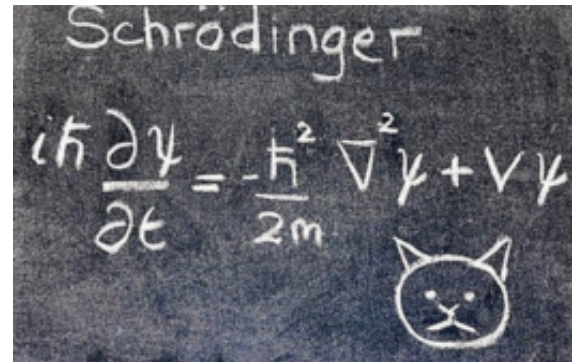 Schrödinger
iħ ∂ψ/∂t = -ħ²/2m ∇²ψ + Vψ